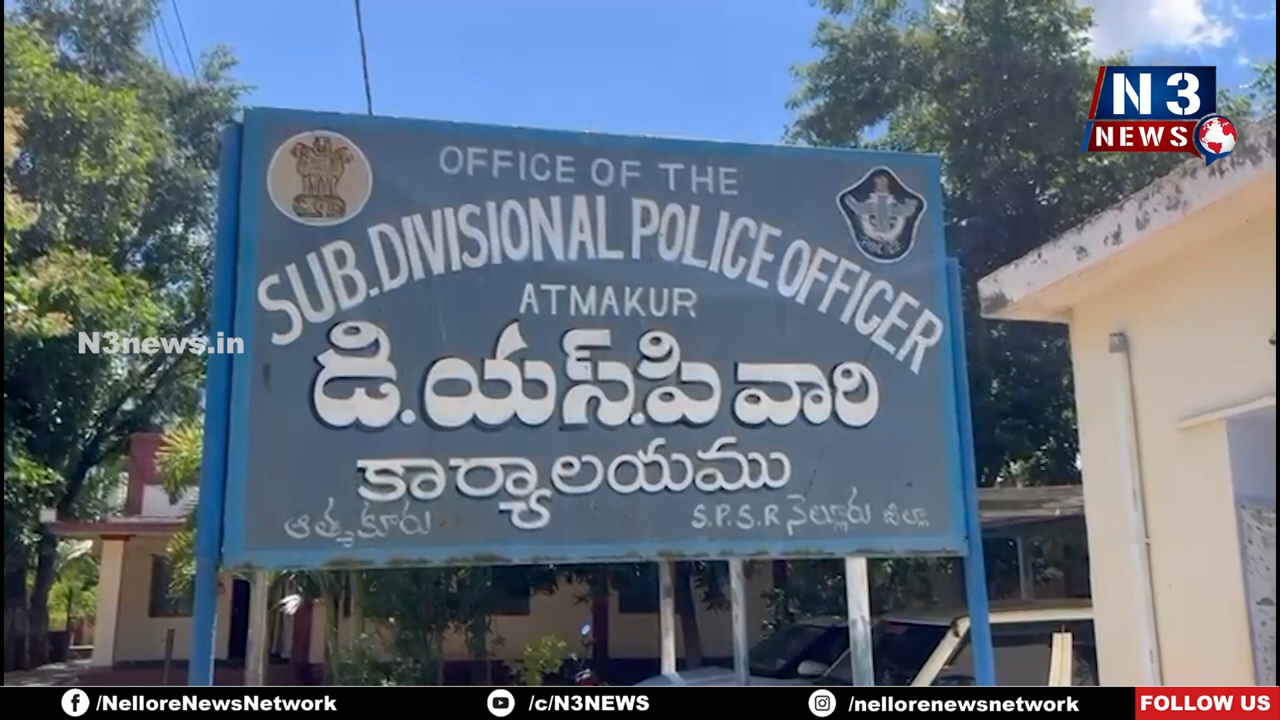 N3
NEWS
OFFICE OF THE
SUB.DIVISIONAL POLICE OFFICER
ATMAKUR
డి.యస్.పి వారి
కార్యాలయము
ఆత్మకూరు
S.P.S.R నెల్లూరు జిల్లా
N3news.in
/NelloreNewsNetwork
/c/N3NEWS
/nellorenewsnetwork
FOLLOW US